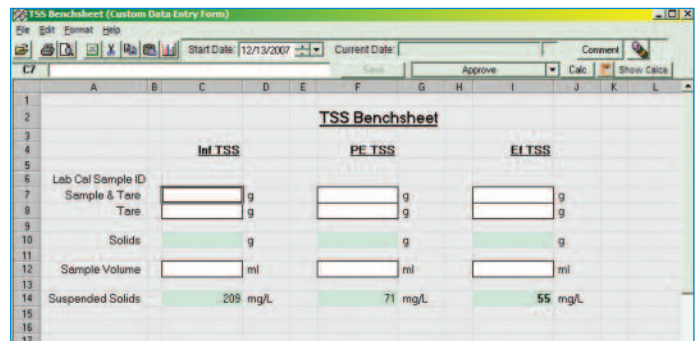 TSS Benchsheet (Custom Data Entry Form)
File Edit Format Help
Start Date: 12/13/2007 Current Date: Comment
C7 Save Approve Calc Show Calcs
A B C D E F G H I J K L
1
2 TSS Benchsheet
3
4 Inf TSS PE TSS Ef TSS
5
6 Lab Cal Sample ID
7 Sample & Tare g g g
8 Tare g g g
9
10 Solids g g g
11
12 Sample Volume ml ml ml
13
14 Suspended Solids 209 mg/L 71 mg/L 55 mg/L
15
16
17